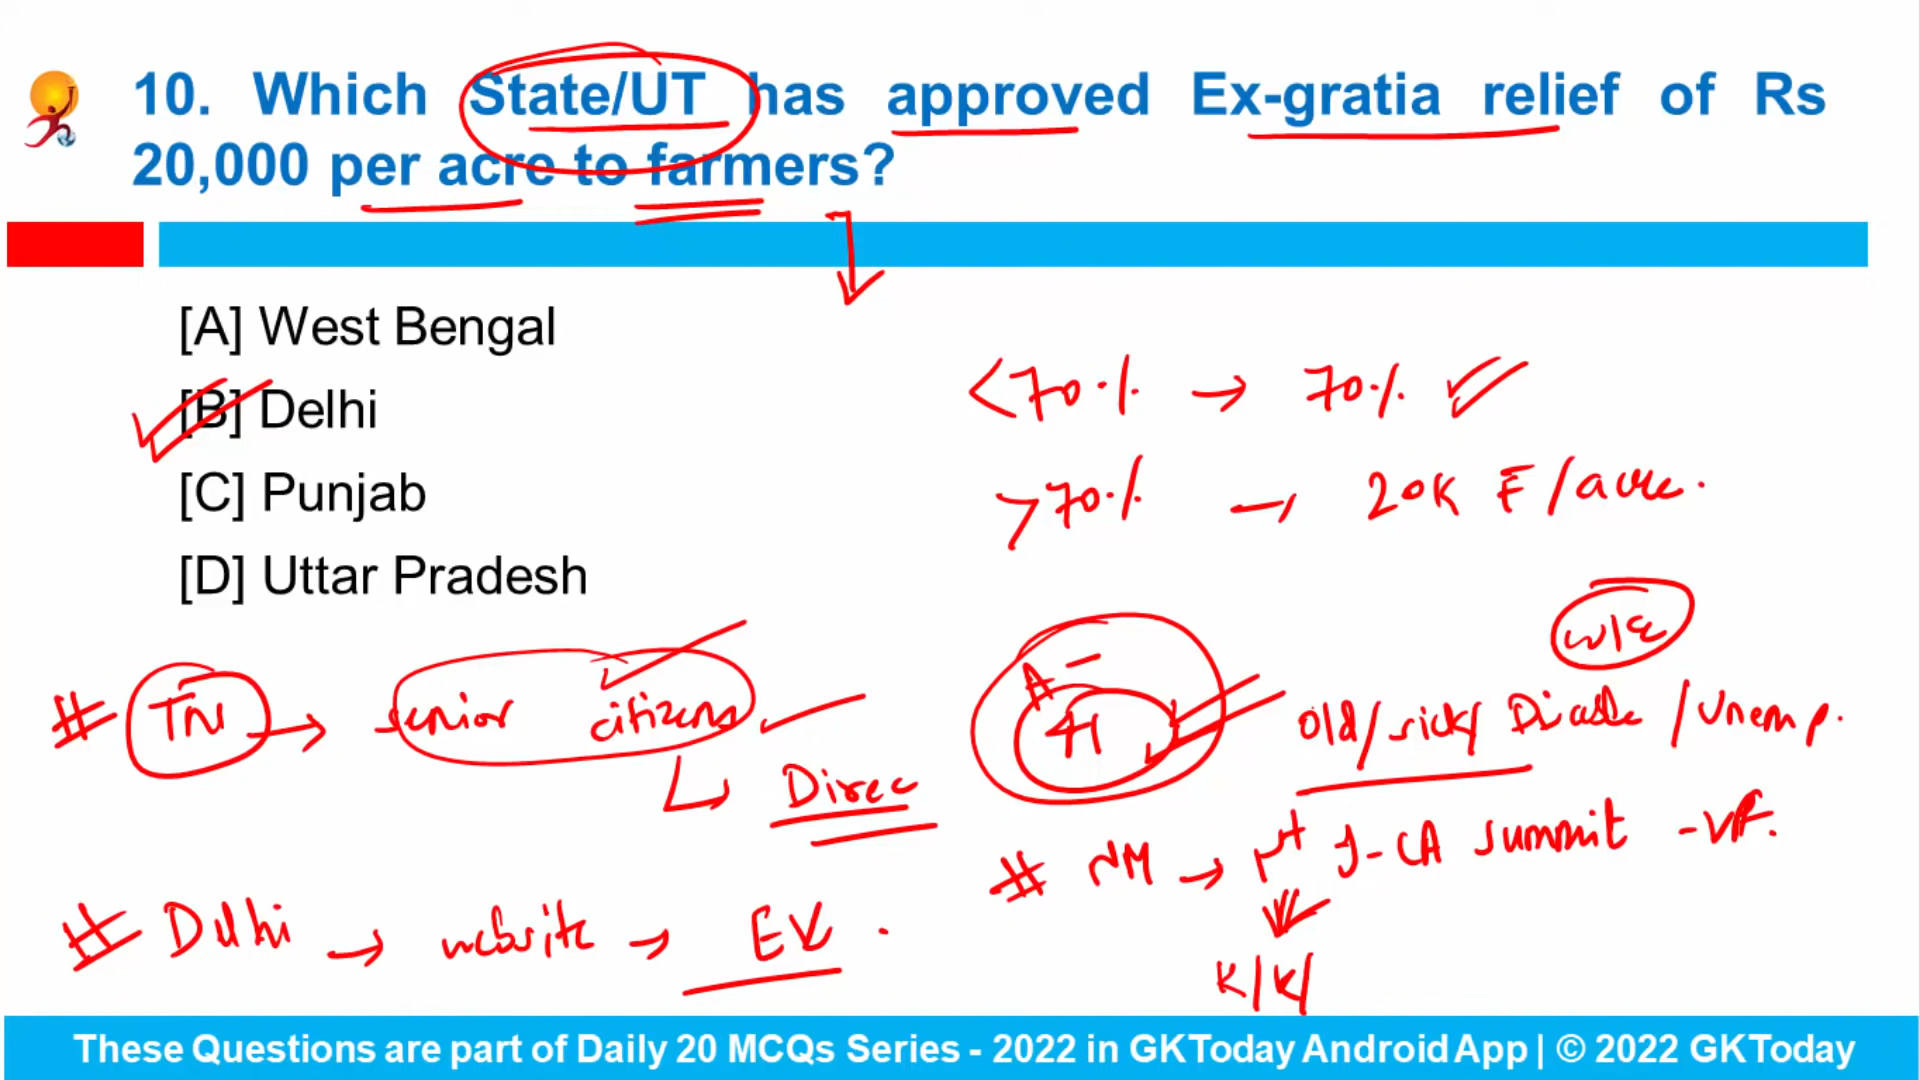 10. Which State/UT has approved Ex-gratia relief of Rs
20,000 per acre to farmers?
[A] West Bengal
[B] Delhi
[C] Punjab
[D] Uttar Pradesh
<70% → 70%
>70% → 20K ₹/acre.
W/E
# TN → senior citizens
Direc
A -
41
Old/sick/ Disable /Unemp.
# NM → 1st I-CA Summit - VF.
K/K/
# Delhi → website → EV.
These Questions are part of Daily 20 MCQs Series - 2022 in GKToday Android App | © 2022 GKToday